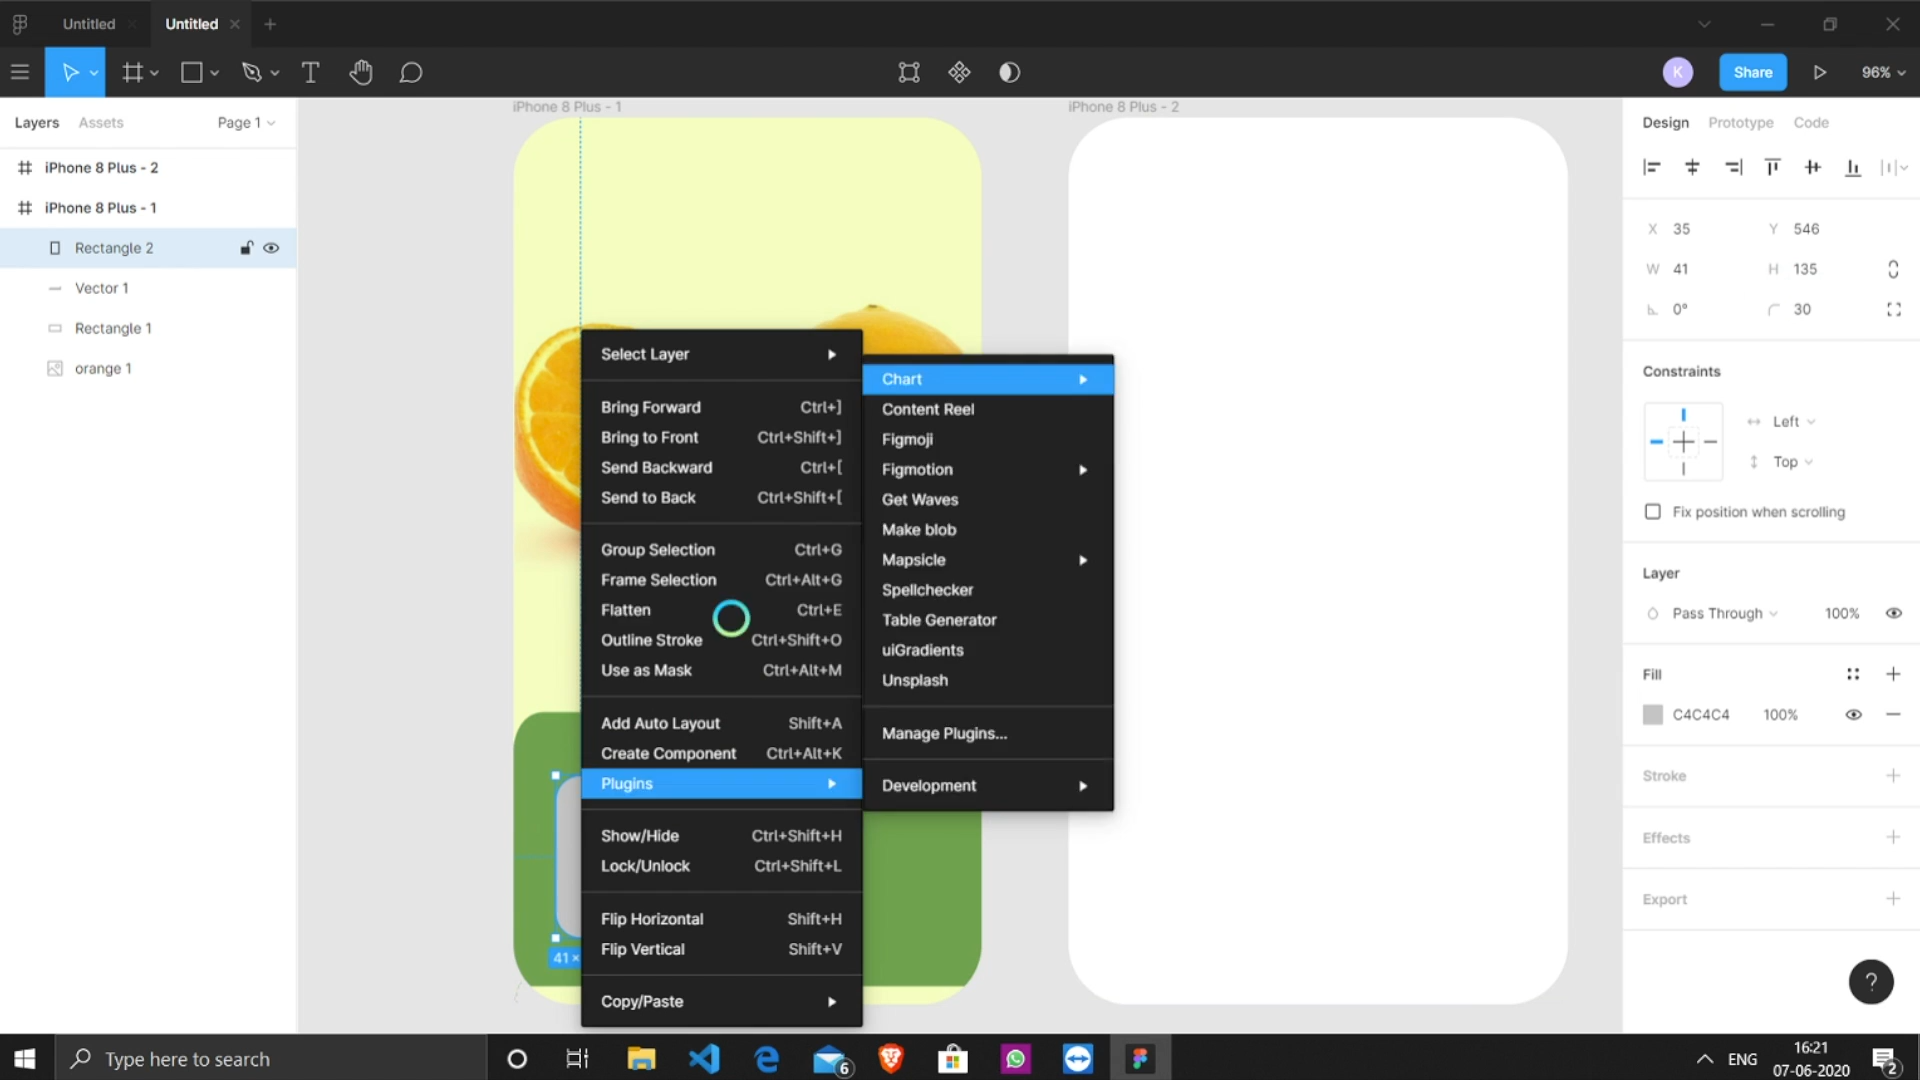 Untitled
Untitled
K
Share
96%
Layers
Assets
Page 1
iPhone 8 Plus - 2
iPhone 8 Plus - 1
Rectangle 2
Vector 1
Rectangle 1
orange 1
iPhone 8 Plus - 1
iPhone 8 Plus - 2
41 ×
Select Layer
Bring Forward Ctrl+]
Bring to Front Ctrl+Shift+]
Send Backward Ctrl+[
Send to Back Ctrl+Shift+[
Group Selection Ctrl+G
Frame Selection Ctrl+Alt+G
Flatten Ctrl+E
Outline Stroke Ctrl+Shift+O
Use as Mask Ctrl+Alt+M
Add Auto Layout Shift+A
Create Component Ctrl+Alt+K
Plugins
Show/Hide Ctrl+Shift+H
Lock/Unlock Ctrl+Shift+L
Flip Horizontal Shift+H
Flip Vertical Shift+V
Copy/Paste
Chart
Content Reel
Figmoji
Figmotion
Get Waves
Make blob
Mapsicle
Spellchecker
Table Generator
uiGradients
Unsplash
Manage Plugins...
Development
Design
Prototype
Code
X 35 Y 546
W 41 H 135
0° 30
Constraints
Left
Top
Fix position when scrolling
Layer
Pass Through 100%
Fill
C4C4C4 100%
Stroke
Effects
Export
?
Type here to search
6
ENG
16:21
07-06-2020
2